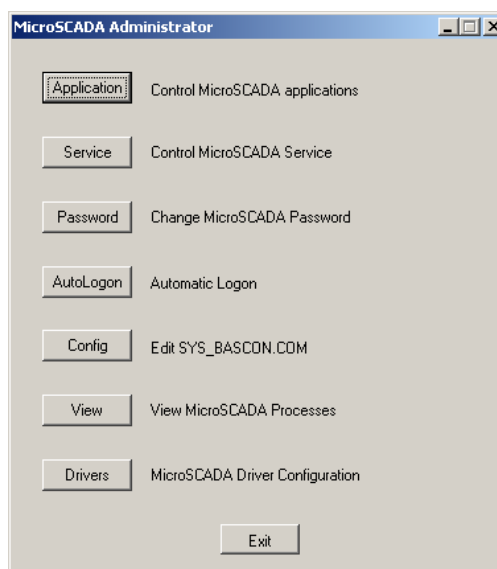 MicroSCADA Administrator
Application Control MicroSCADA applications
Service Control MicroSCADA Service
Password Change MicroSCADA Password
AutoLogon Automatic Logon
Config Edit SYS_BASCON.COM
View View MicroSCADA Processes
Drivers MicroSCADA Driver Configuration
Exit